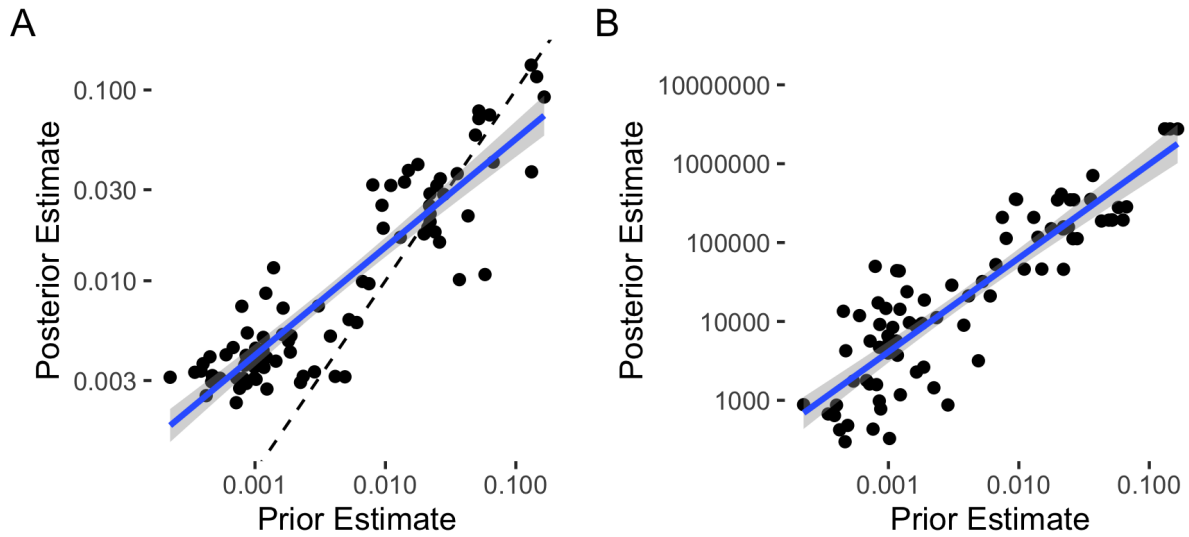 A
0.100
0.030
0.010
0.003
Posterior Estimate
0.001 0.010 0.100
Prior Estimate
B
10000000
1000000
100000
10000
1000
Posterior Estimate
0.001 0.010 0.100
Prior Estimate